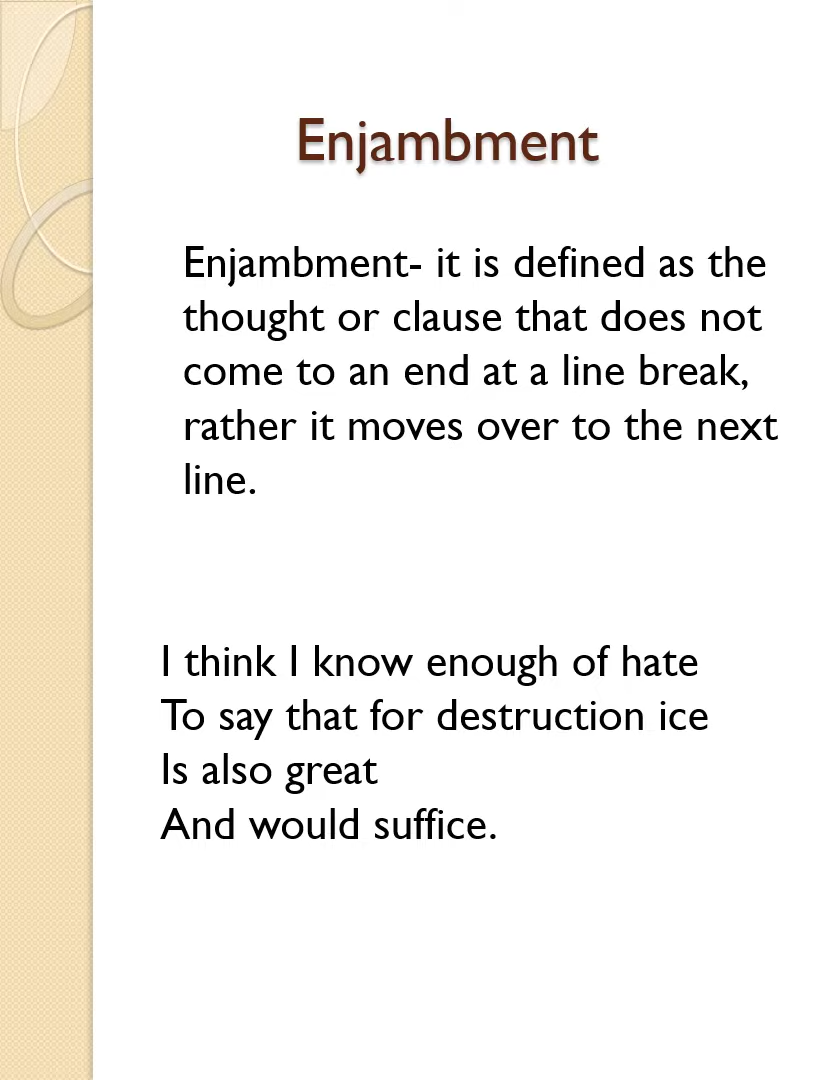 Enjambment
Enjambment- it is defined as the
thought or clause that does not
come to an end at a line break,
rather it moves over to the next
line.
I think I know enough of hate
To say that for destruction ice
Is also great
And would suffice.